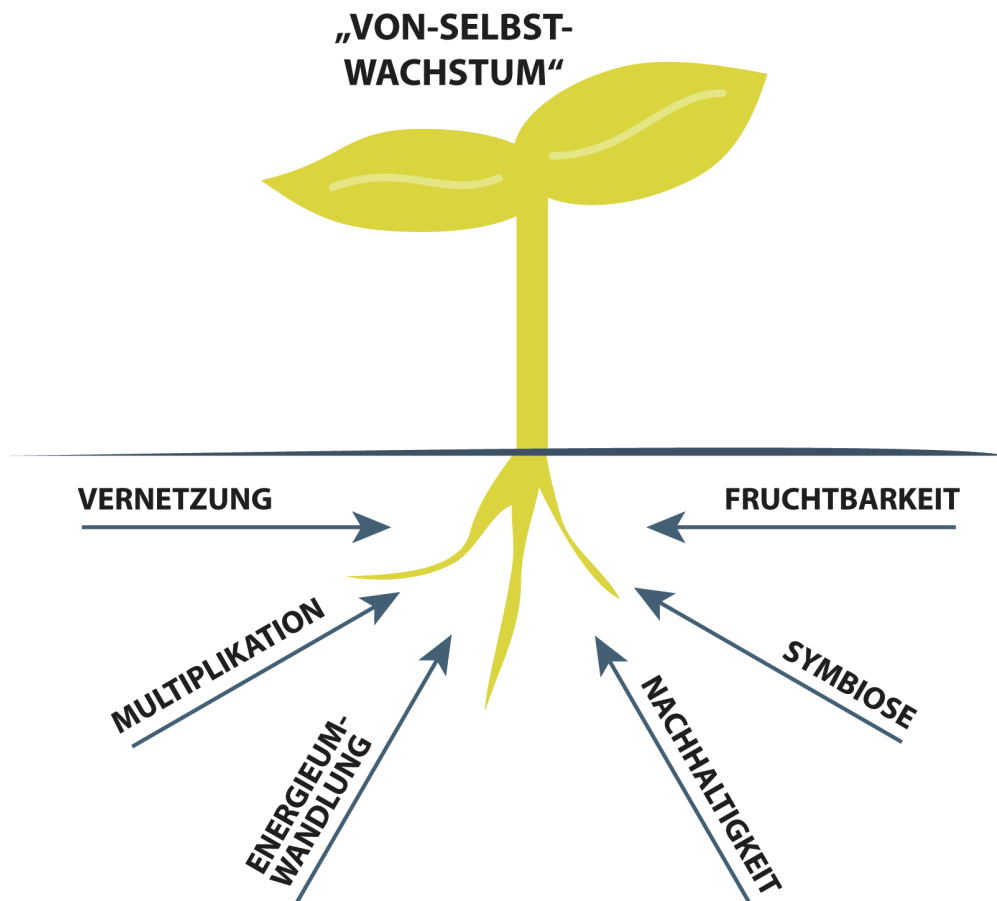 „VON-SELBST-
WACHSTUM“
VERNETZUNG
FRUCHTBARKEIT
MULTIPLIKATION
SYMBIOSE
ENERGIEUM-
WANDLUNG
NACHHALTIGKEIT